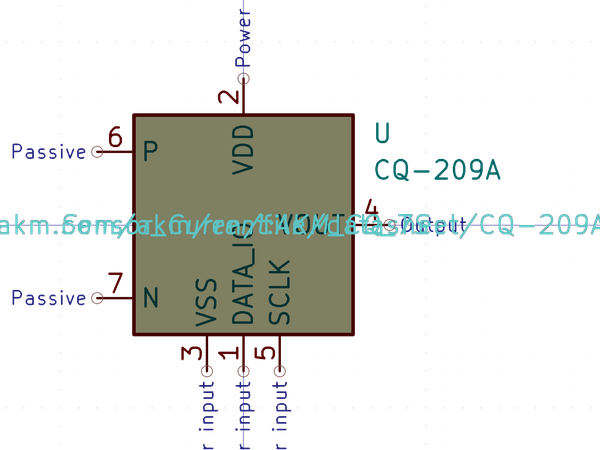 Power
2
VDD
U
CQ-209A
6
P
Passive
4
Output
7
N
Passive
VSS
SCLK
3
1
5
r input
r input
r input